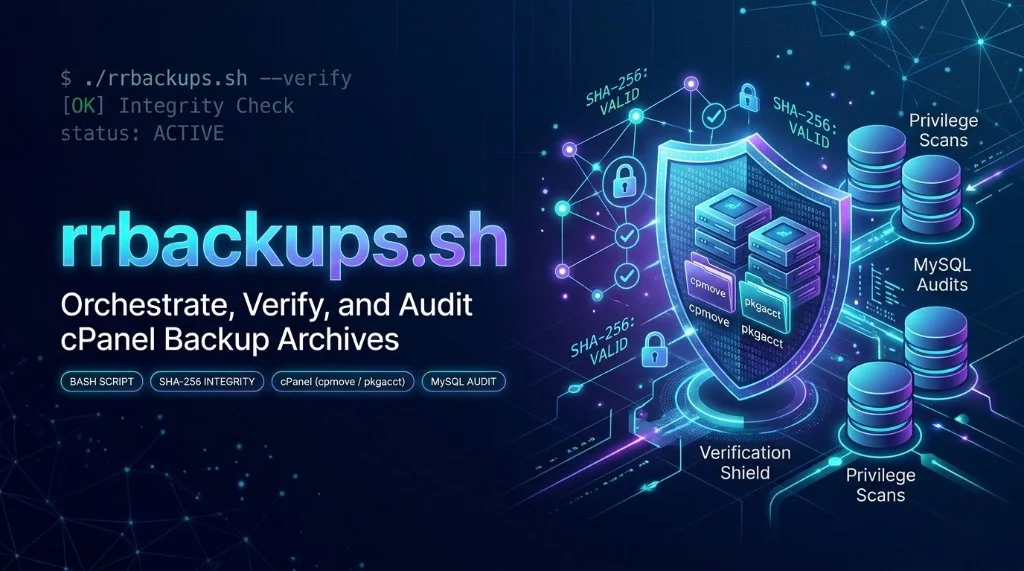 $ ./rrbackups.sh --verify
[OK] Integrity Check
status: ACTIVE
rrbackups.sh
Orchestrate, Verify, and Audit
cPanel Backup Archives
BASH SCRIPT
SHA-256 INTEGRITY
cPanel (cpmove / pkgacct)
MySQL AUDIT
SHA-256:
VALID
SHA-256:
VALID
Privilege
Scans
cpmove
cpmove
pkgacct
pkgacct
MySQL
Audits
SHA-256:
VALID
Verification
Shield
Privilege
Scans